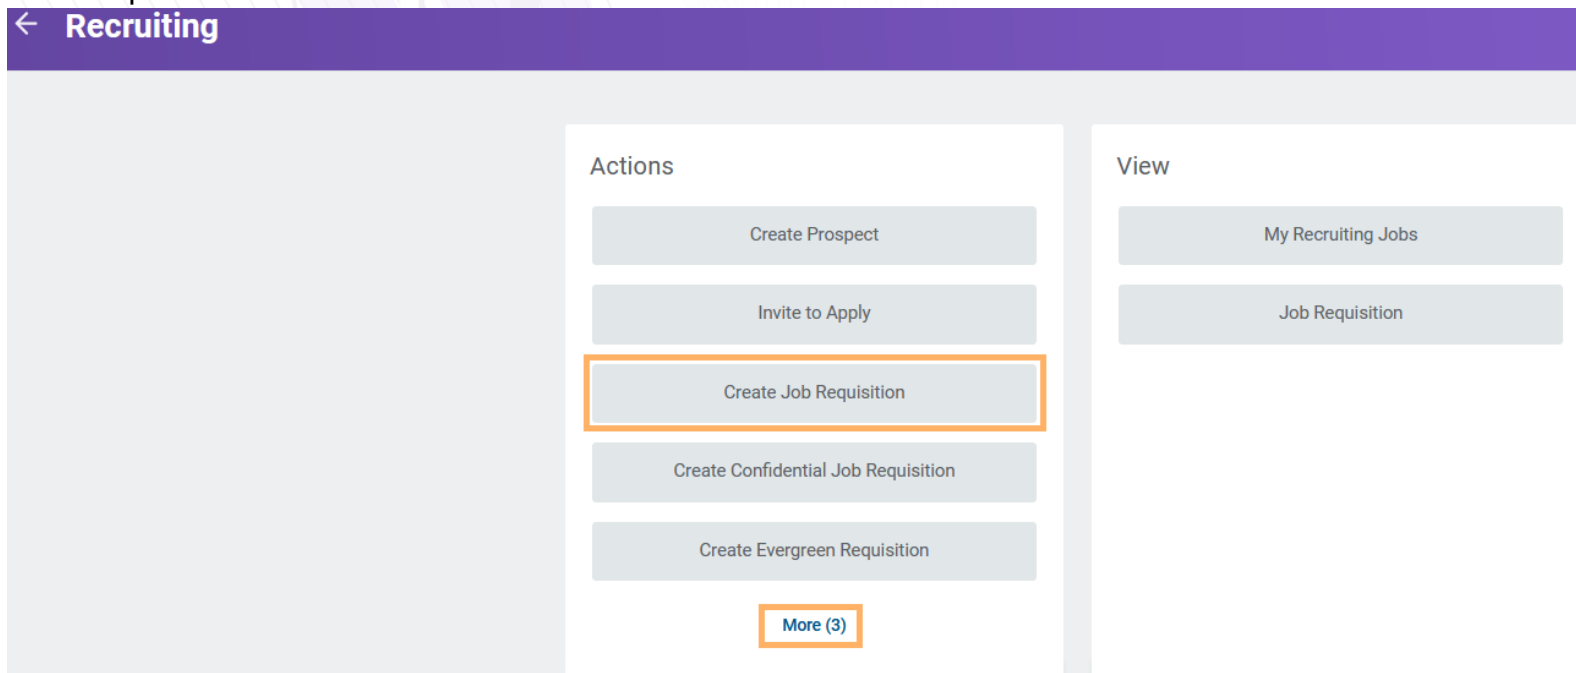 Recruiting
Actions
Create Prospect
Invite to Apply
Create Job Requisition
Create Confidential Job Requisition
Create Evergreen Requisition
More (3)
View
My Recruiting Jobs
Job Requisition